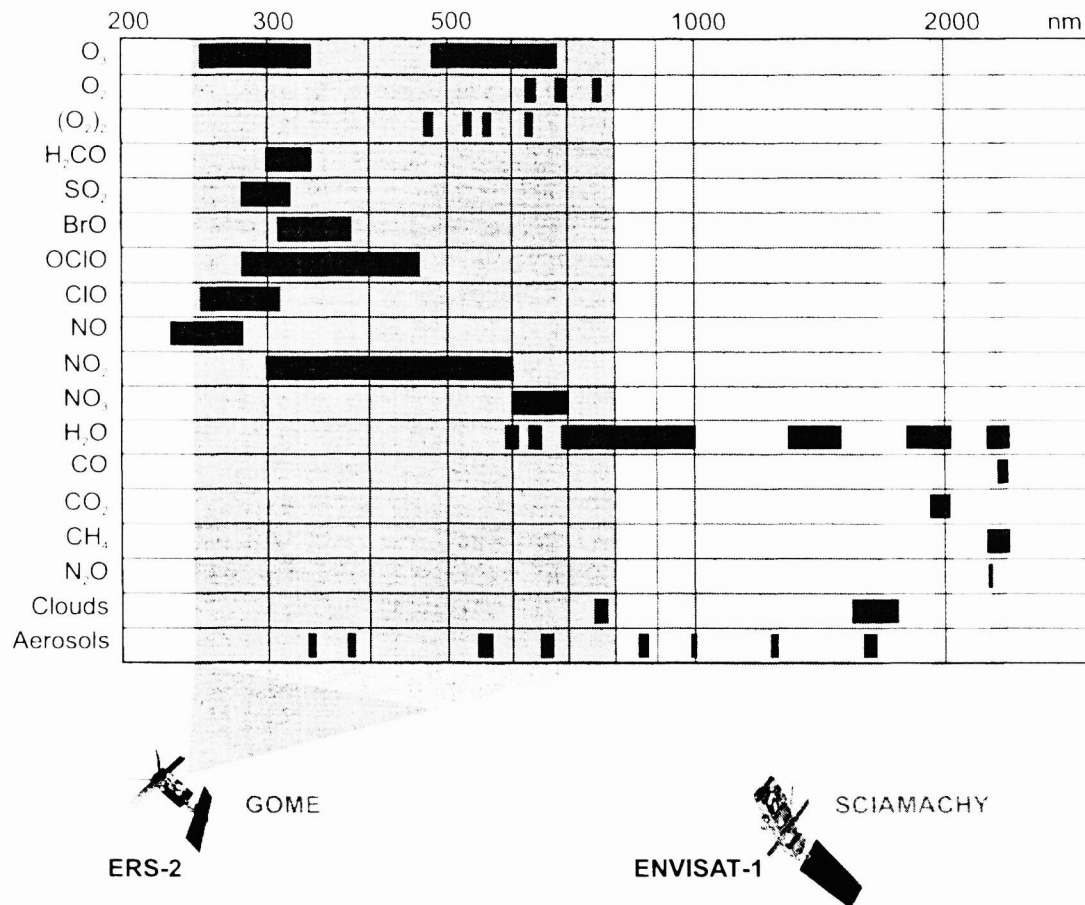 200 300 500 1000 2000 nm
O₃
O₂
(O₂)₂
H₂CO
SO₂
BrO
OClO
ClO
NO
NO₂
NO₃
H₂O
CO
CO₂
CH₄
N₂O
Clouds
Aerosols
GOME
SCIAMACHY
ERS-2
ENVISAT-1